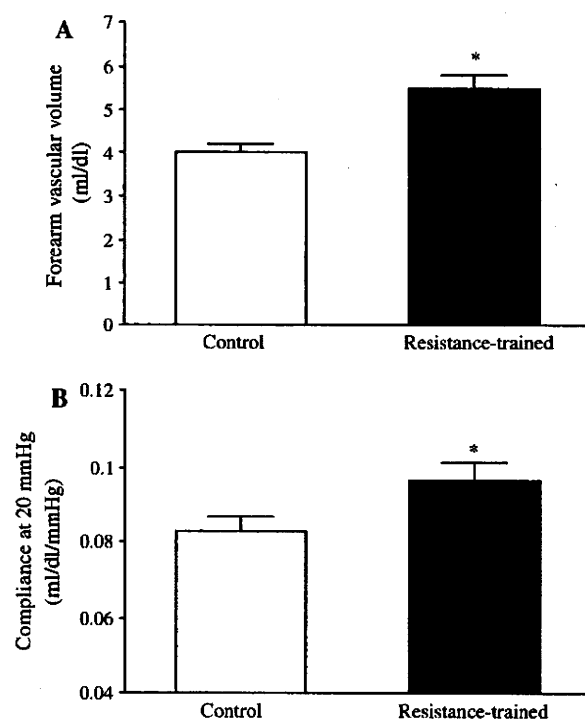 A
Forearm vascular volume
(ml/dl)
7
6
5
4
3
2
1
0
*
Control
Resistance-trained
B
Compliance at 20 mmHg
(ml/dl/mmHg)
0.12
0.1
0.08
0.06
0.04
*
Control
Resistance-trained